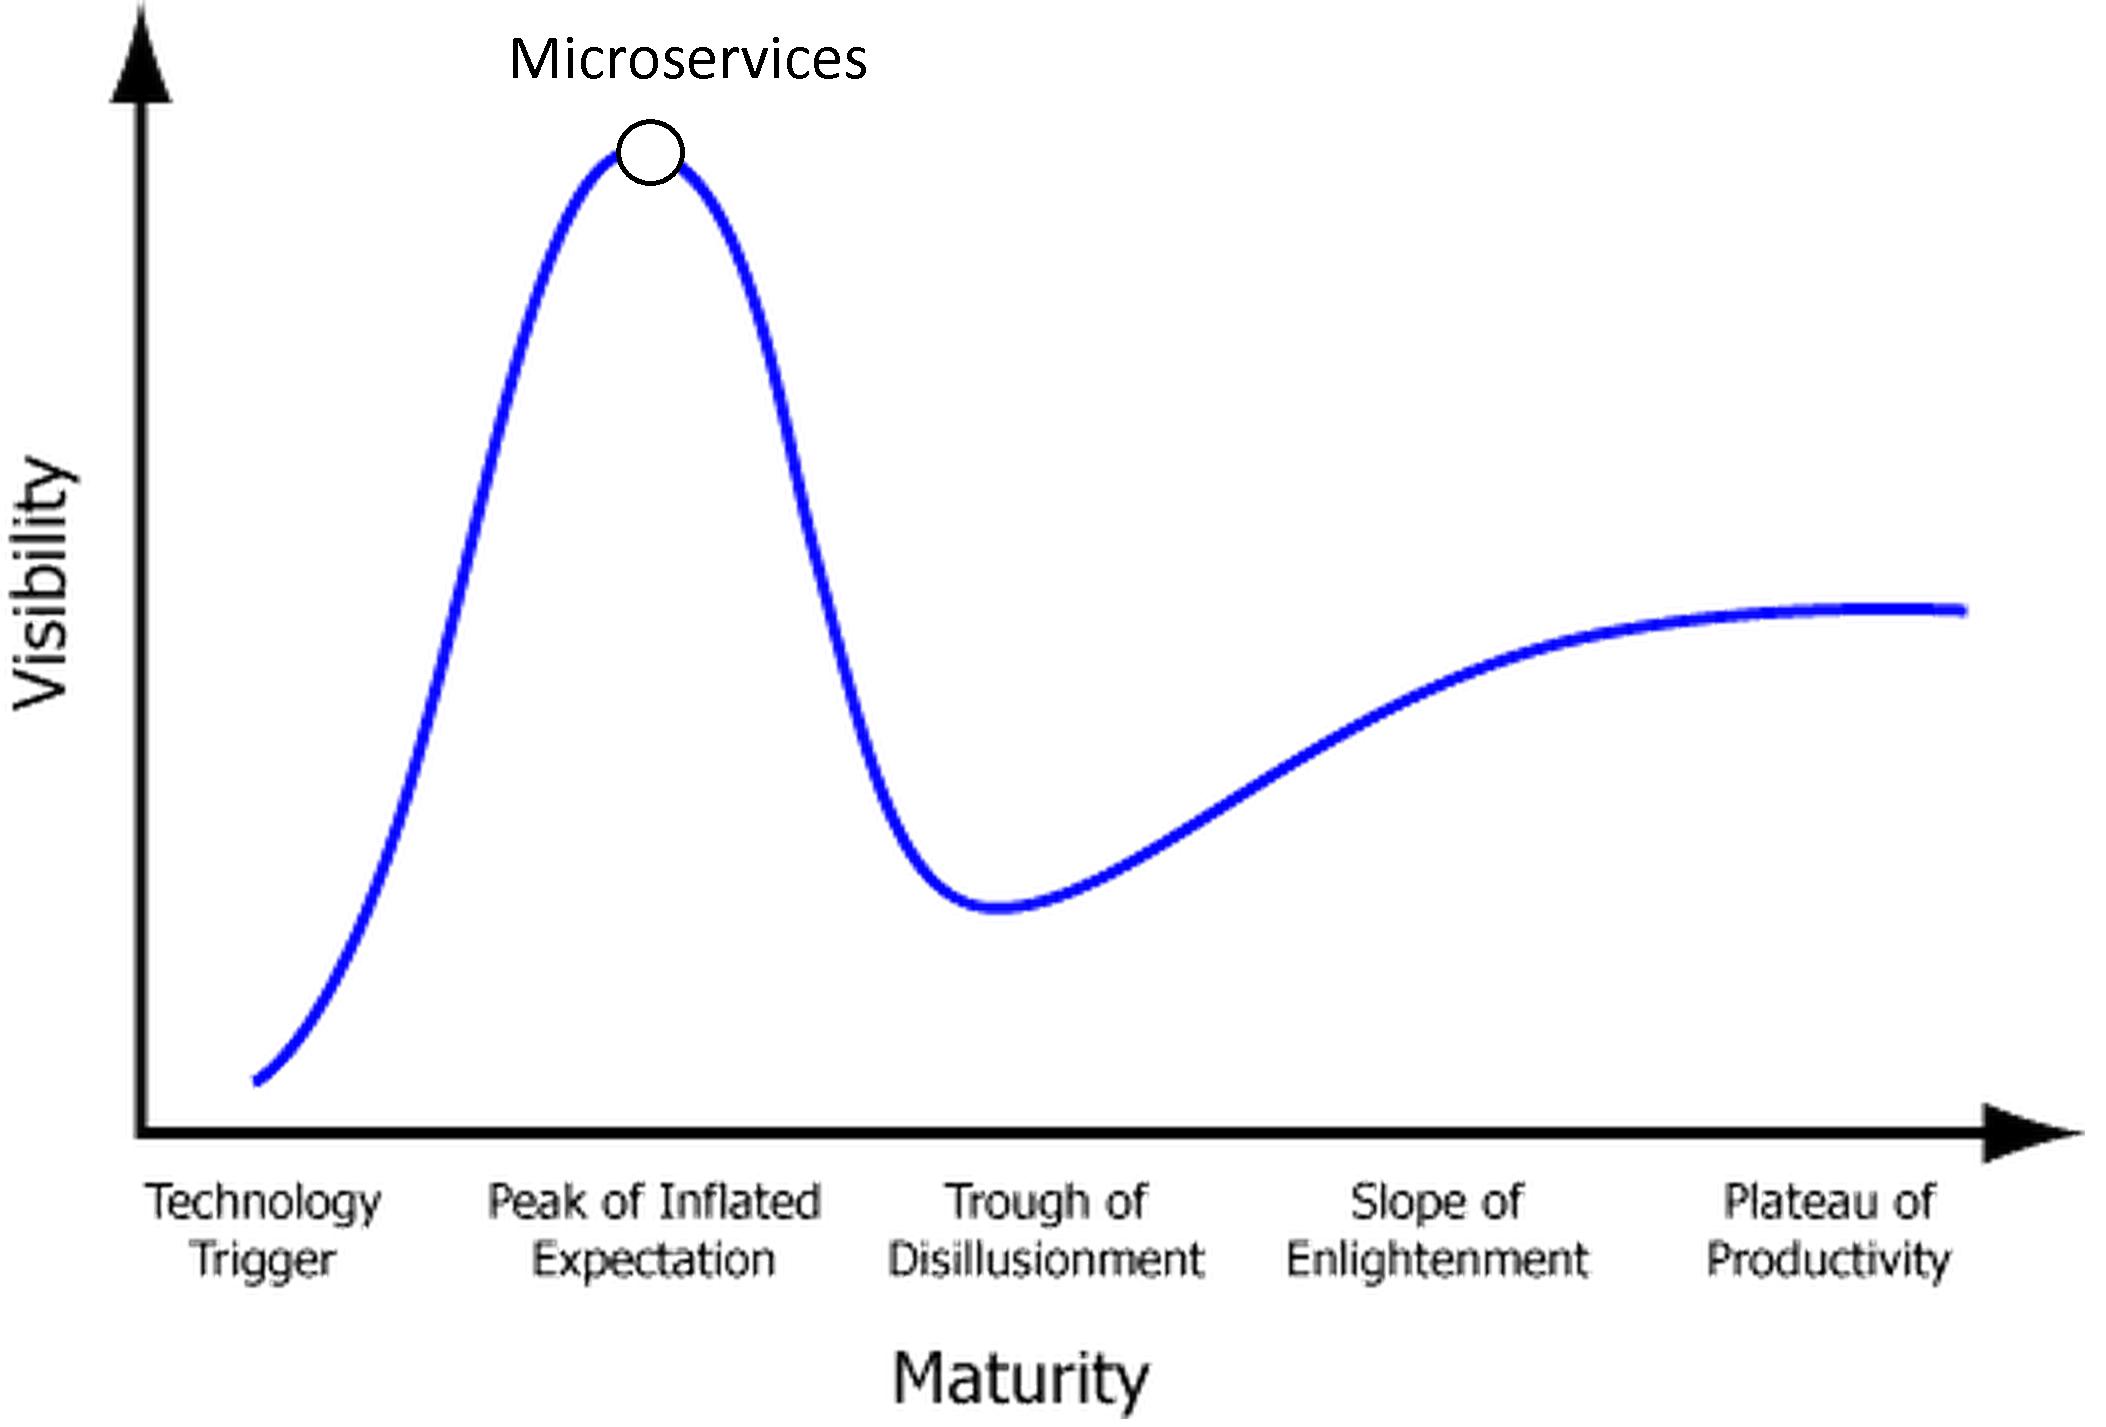 Microservices
Visibility
Technology
Trigger
Peak of Inflated
Expectation
Trough of
Disillusionment
Slope of
Enlightenment
Plateau of
Productivity
Maturity